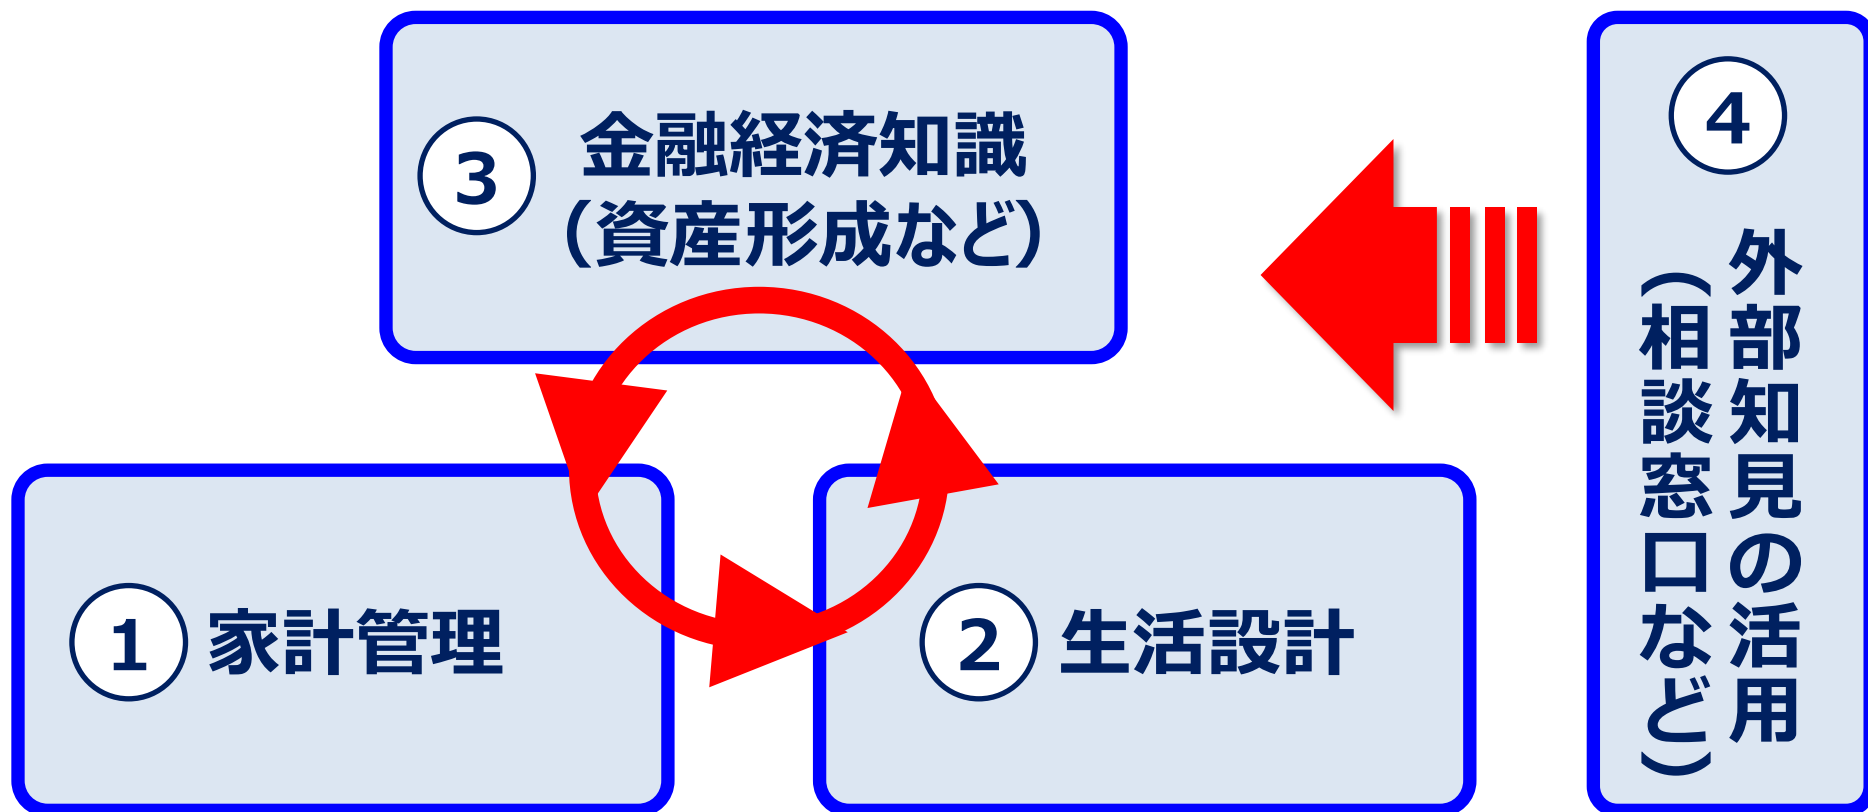 ③ 金融経済知識
（資産形成など）
① 家計管理
② 生活設計
④
外部知見の活用
（相談窓口など）